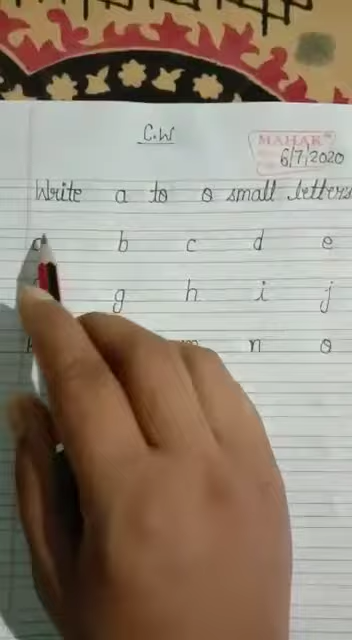 C.W
MAHAK
6/7/2020
Write a to o small letters
a b c d e
g h i j
m n o